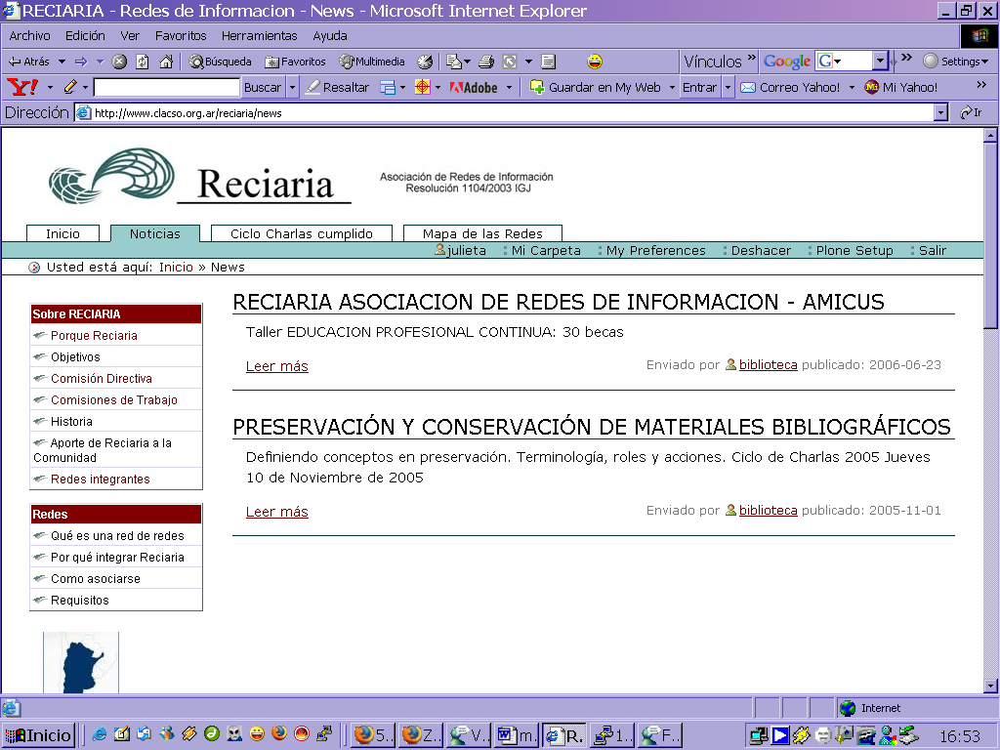 RECIARIA - Redes de Informacion - News - Microsoft Internet Explorer
Archivo Edición Ver Favoritos Herramientas Ayuda
Atrás Búsqueda Favoritos Multimedia Vínculos » Google G » Settings
Y! Buscar Resaltar Adobe Guardar en My Web Entrar Correo Yahoo! Mi Yahoo! »
Dirección http://www.clacso.org.ar/reciaria/news Ir
Reciaria
Asociación de Redes de Información
Resolución 1104/2003 IGJ
Inicio Noticias Ciclo Charlas cumplido Mapa de las Redes
julieta Mi Carpeta My Preferences Deshacer Plone Setup Salir
Usted está aquí: Inicio » News
Sobre RECIARIA
Porque Reciaria
Objetivos
Comisión Directiva
Comisiones de Trabajo
Historia
Aporte de Reciaria a la
Comunidad
Redes integrantes
Redes
Qué es una red de redes
Por qué integrar Reciaria
Como asociarse
Requisitos
RECIARIA ASOCIACION DE REDES DE INFORMACION - AMICUS
Taller EDUCACION PROFESIONAL CONTINUA: 30 becas
Leer más Enviado por biblioteca publicado: 2006-06-23
PRESERVACIÓN Y CONSERVACIÓN DE MATERIALES BIBLIOGRÁFICOS
Definiendo conceptos en preservación. Terminología, roles y acciones. Ciclo de Charlas 2005 Jueves
10 de Noviembre de 2005
Leer más Enviado por biblioteca publicado: 2005-11-01
Internet
Inicio 5.. Z.. V.. m.. R.. 1.. F.. 16:53